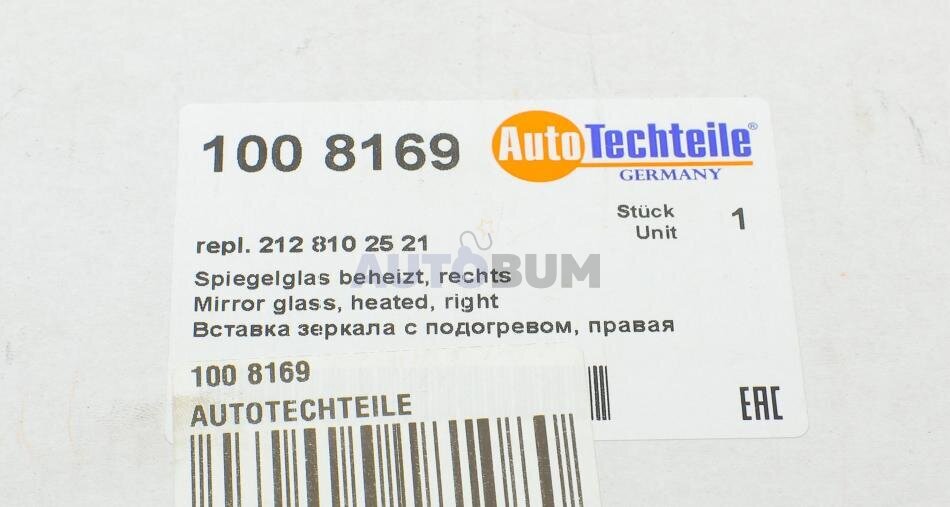 100 8169
AutoTechteile®
GERMANY
Stück 1
Unit
repl. 212 810 25 21
AUTOBUM
Spiegelglas beheizt, rechts
Mirror glass, heated, right
Вставка зеркала с подогревом, правая
100 8169
AUTOTECHTEILE
EAC